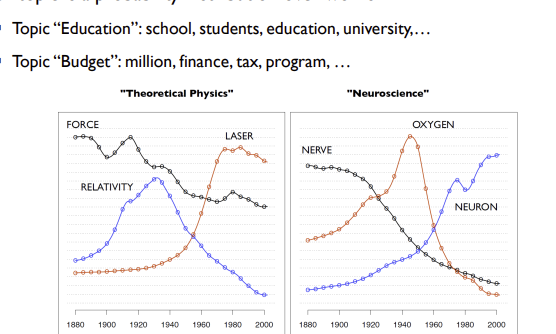 Topic “Education”: school, students, education, university,…
Topic “Budget”: million, finance, tax, program, …
"Theoretical Physics"
FORCE
LASER
RELATIVITY
1880 1900 1920 1940 1960 1980 2000
"Neuroscience"
OXYGEN
NERVE
NEURON
1880 1900 1920 1940 1960 1980 2000